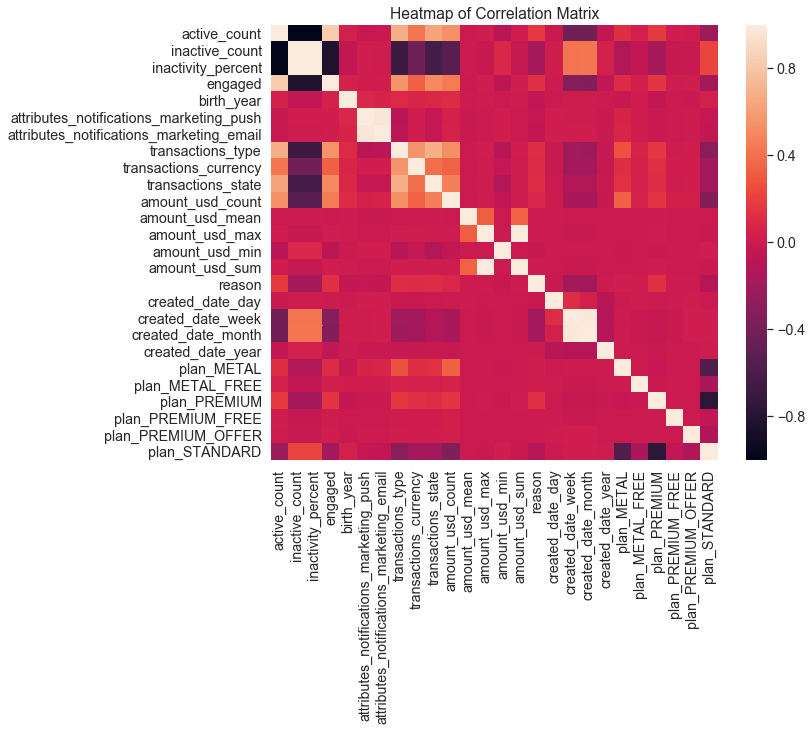 Heatmap of Correlation Matrix
active_count
inactive_count
inactivity_percent
engaged
birth_year
attributes_notifications_marketing_push
attributes_notifications_marketing_email
transactions_type
transactions_currency
transactions_state
amount_usd_count
amount_usd_mean
amount_usd_max
amount_usd_min
amount_usd_sum
reason
created_date_day
created_date_week
created_date_month
created_date_year
plan_METAL
plan_METAL_FREE
plan_PREMIUM
plan_PREMIUM_FREE
plan_PREMIUM_OFFER
plan_STANDARD
active_count
inactive_count
inactivity_percent
engaged
birth_year
attributes_notifications_marketing_push
attributes_notifications_marketing_email
transactions_type
transactions_currency
transactions_state
amount_usd_count
amount_usd_mean
amount_usd_max
amount_usd_min
amount_usd_sum
reason
created_date_day
created_date_week
created_date_month
created_date_year
plan_METAL
plan_METAL_FREE
plan_PREMIUM
plan_PREMIUM_FREE
plan_PREMIUM_OFFER
plan_STANDARD
0.8
0.4
0.0
−0.4
−0.8